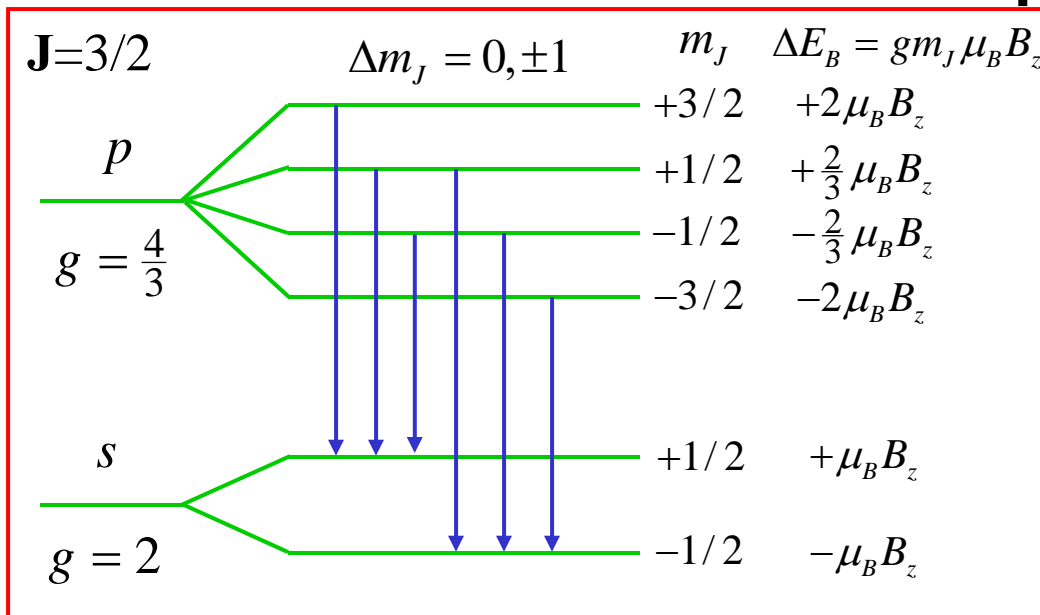 J=3/2 Δm_J = 0,±1 m_J ΔE_B = gm_J μ_B B_z
+3/2 +2μ_B B_z
p +1/2 +2/3 μ_B B_z
−1/2 −2/3 μ_B B_z
g = 4/3
−3/2 −2μ_B B_z
s +1/2 +μ_B B_z
g = 2 −1/2 −μ_B B_z